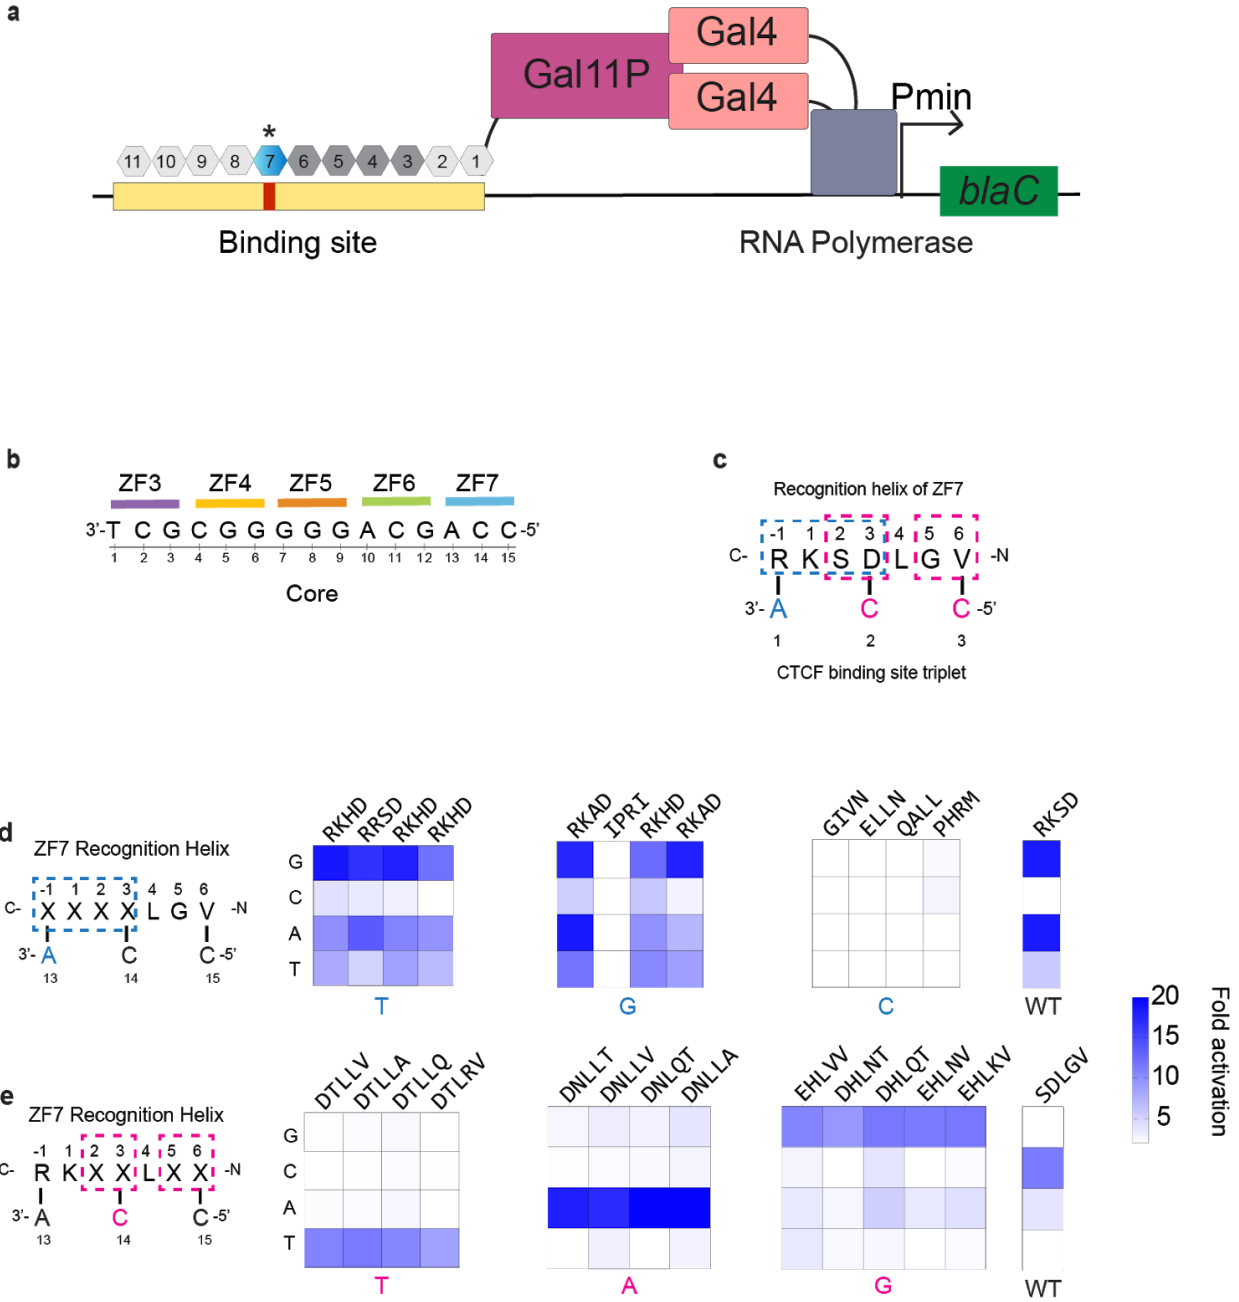 a
Gal4
Gal11P
Gal4
Pmin
*
11 10 9 8 7 6 5 4 3 2 1
blaC
Binding site
RNA Polymerase
b
ZF3 ZF4 ZF5 ZF6 ZF7
3'-T C G C G G G G G A C G A C C-5'
1 2 3 4 5 6 7 8 9 10 11 12 13 14 15
Core
c
Recognition helix of ZF7
-1 1 2 3 4 5 6
C- R K S D L G V -N
3'- A C C -5'
1 2 3
CTCF binding site triplet
d
ZF7 Recognition Helix
-1 1 2 3 4 5 6
C- X X X X L G V -N
3'- A C C -5'
13 14 15
RKHD RRSD RKHD RKHD
G
C
A
T
T
RKAD IPRI RKHD RKAD
G
GIVN ELLN QALL PHRM
C
RKSD
WT
20
15
10
5
Fold activation
e
ZF7 Recognition Helix
-1 1 2 3 4 5 6
C- R K X X L X X -N
3'- A C C -5'
13 14 15
DTLLV DTLLA DTLLQ DTLRV
G
C
A
T
T
DNLLT DNLLV DNLQT DNLLA
A
EHLVV DHLNT DHLQT EHLNV EHLKV
G
SDLGV
WT